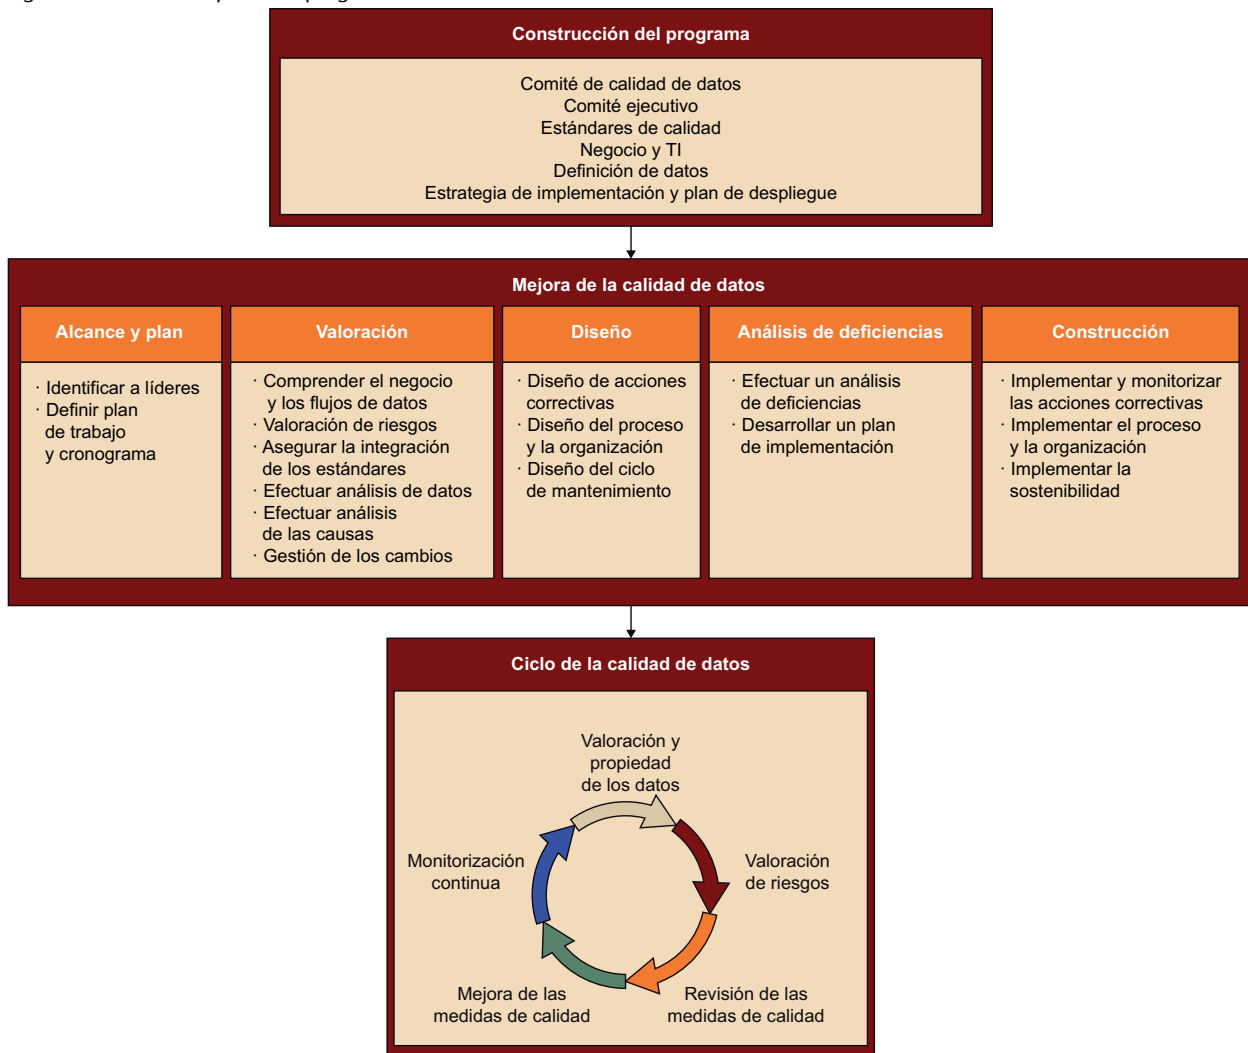 Construcción del programa
Comité de calidad de datos
Comité ejecutivo
Estándares de calidad
Negocio y TI
Definición de datos
Estrategia de implementación y plan de despliegue
Mejora de la calidad de datos
Alcance y plan
· Identificar a líderes
· Definir plan
de trabajo
y cronograma
Valoración
· Comprender el negocio
y los flujos de datos
· Valoración de riesgos
· Asegurar la integración
de los estándares
· Efectuar análisis de datos
· Efectuar análisis
de las causas
· Gestión de los cambios
Diseño
· Diseño de acciones
correctivas
· Diseño del proceso
y la organización
· Diseño del ciclo
de mantenimiento
Análisis de deficiencias
· Efectuar un análisis
de deficiencias
· Desarrollar un plan
de implementación
Construcción
· Implementar y monitorizar
las acciones correctivas
· Implementar el proceso
y la organización
· Implementar la
sostenibilidad
Ciclo de la calidad de datos
Valoración y
propiedad
de los datos
Valoración
de riesgos
Revisión de las
medidas de calidad
Mejora de las
medidas de calidad
Monitorización
continua